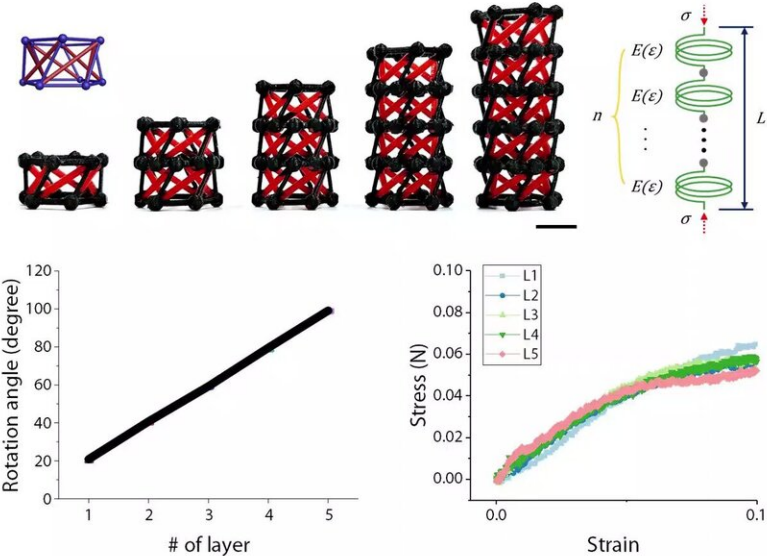 σ
E(ε)
E(ε)
n
L
E(ε)
σ
Rotation angle (degree)
120
100
80
60
40
20
0
1 2 3 4 5
# of layer
Stress (N)
0.10
0.08
0.06
0.04
0.02
0.00
L1
L2
L3
L4
L5
0.0 0.1
Strain